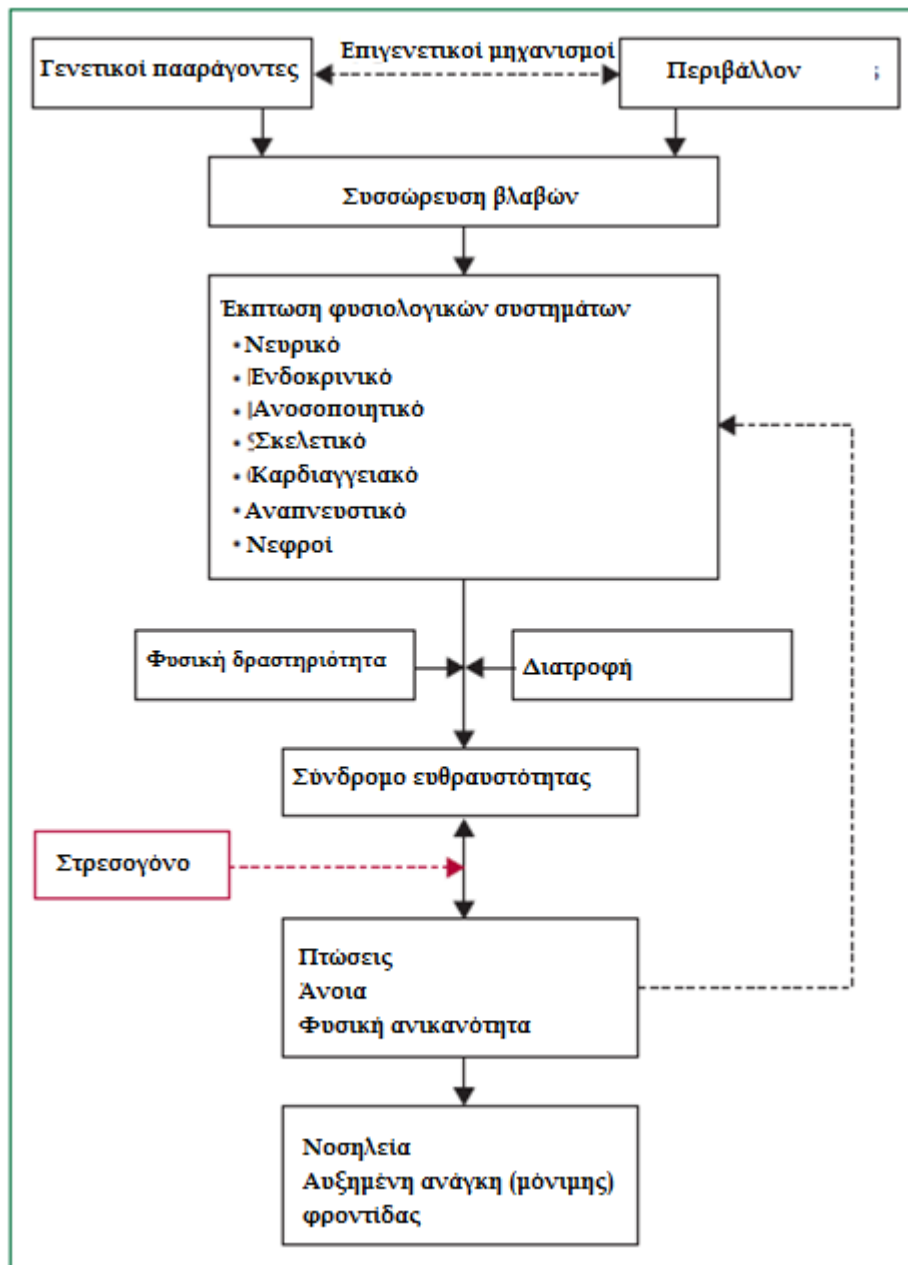 Επιγενετικοί μηχανισμοί
Γενετικοί πααράγοντες
Περιβάλλον
Συσσώρευση βλαβών
Έκπτωση φυσιολογικών συστημάτων
• Νευρικό
• Ενδοκρινικό
• Ανοσοποιητικό
• Σκελετικό
• Καρδιαγγειακό
• Αναπνευστικό
• Νεφροί
Φυσική δραστηριότητα
Διατροφή
Σύνδρομο ευθραυστότητας
Στρεσογόνο
Πτώσεις
Άνοια
Φυσική ανικανότητα
Νοσηλεία
Αυξημένη ανάγκη (μόνιμης)
φροντίδας